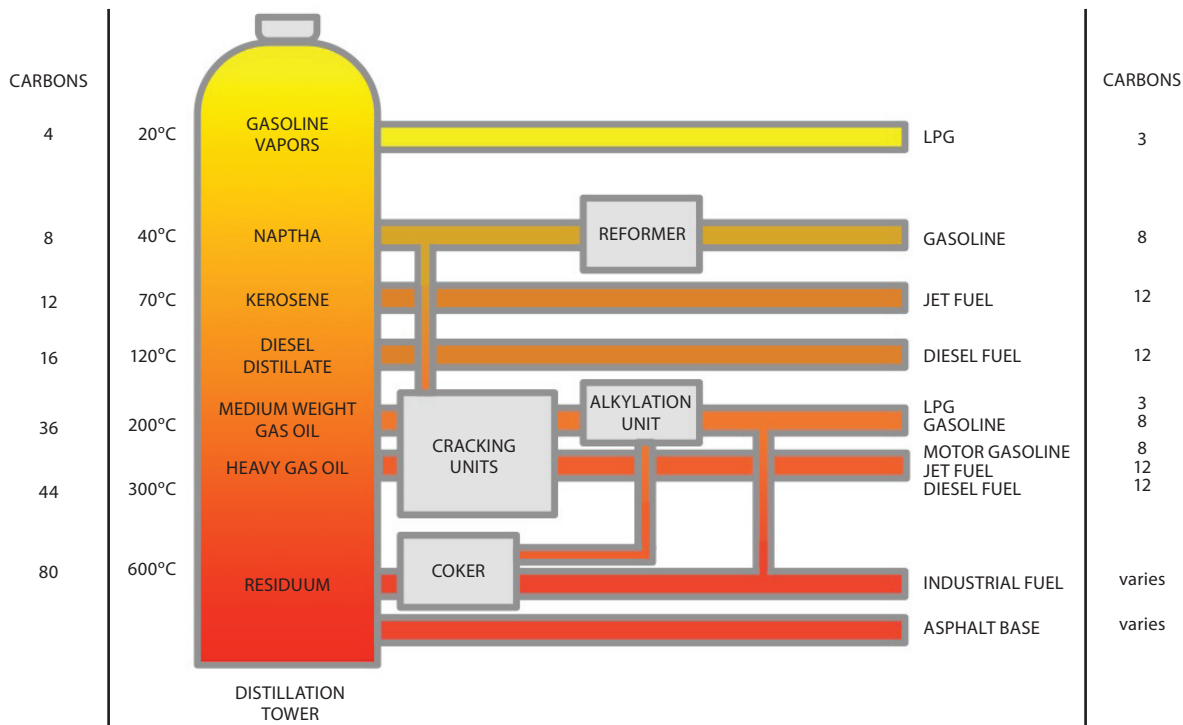 CARBONS
4
8
12
16
36
44
80
20°C
40°C
70°C
120°C
200°C
300°C
600°C
GASOLINE
VAPORS
NAPTHA
KEROSENE
DIESEL
DISTILLATE
MEDIUM WEIGHT
GAS OIL
HEAVY GAS OIL
RESIDUUM
DISTILLATION
TOWER
REFORMER
CRACKING
UNITS
ALKYLATION
UNIT
COKER
LPG
GASOLINE
JET FUEL
DIESEL FUEL
LPG
GASOLINE
MOTOR GASOLINE
JET FUEL
DIESEL FUEL
INDUSTRIAL FUEL
ASPHALT BASE
CARBONS
3
8
12
12
3
8
8
12
12
varies
varies